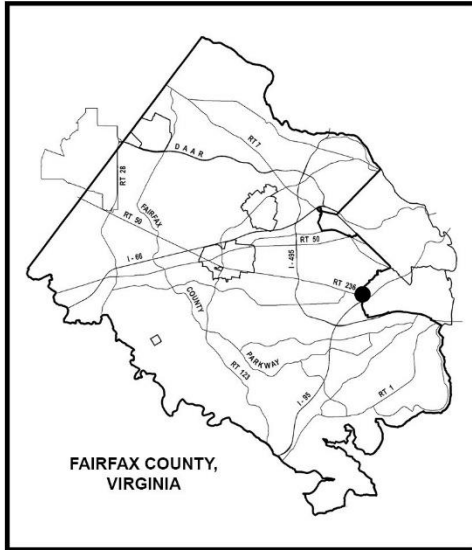 DAAR
RT 7
RT 28
FAIRFAX
RT 50
RT 50
I - 66
I - 495
RT 236
COUNTY
PARKWAY
RT 123
I - 95
RT 1
FAIRFAX COUNTY,
VIRGINIA